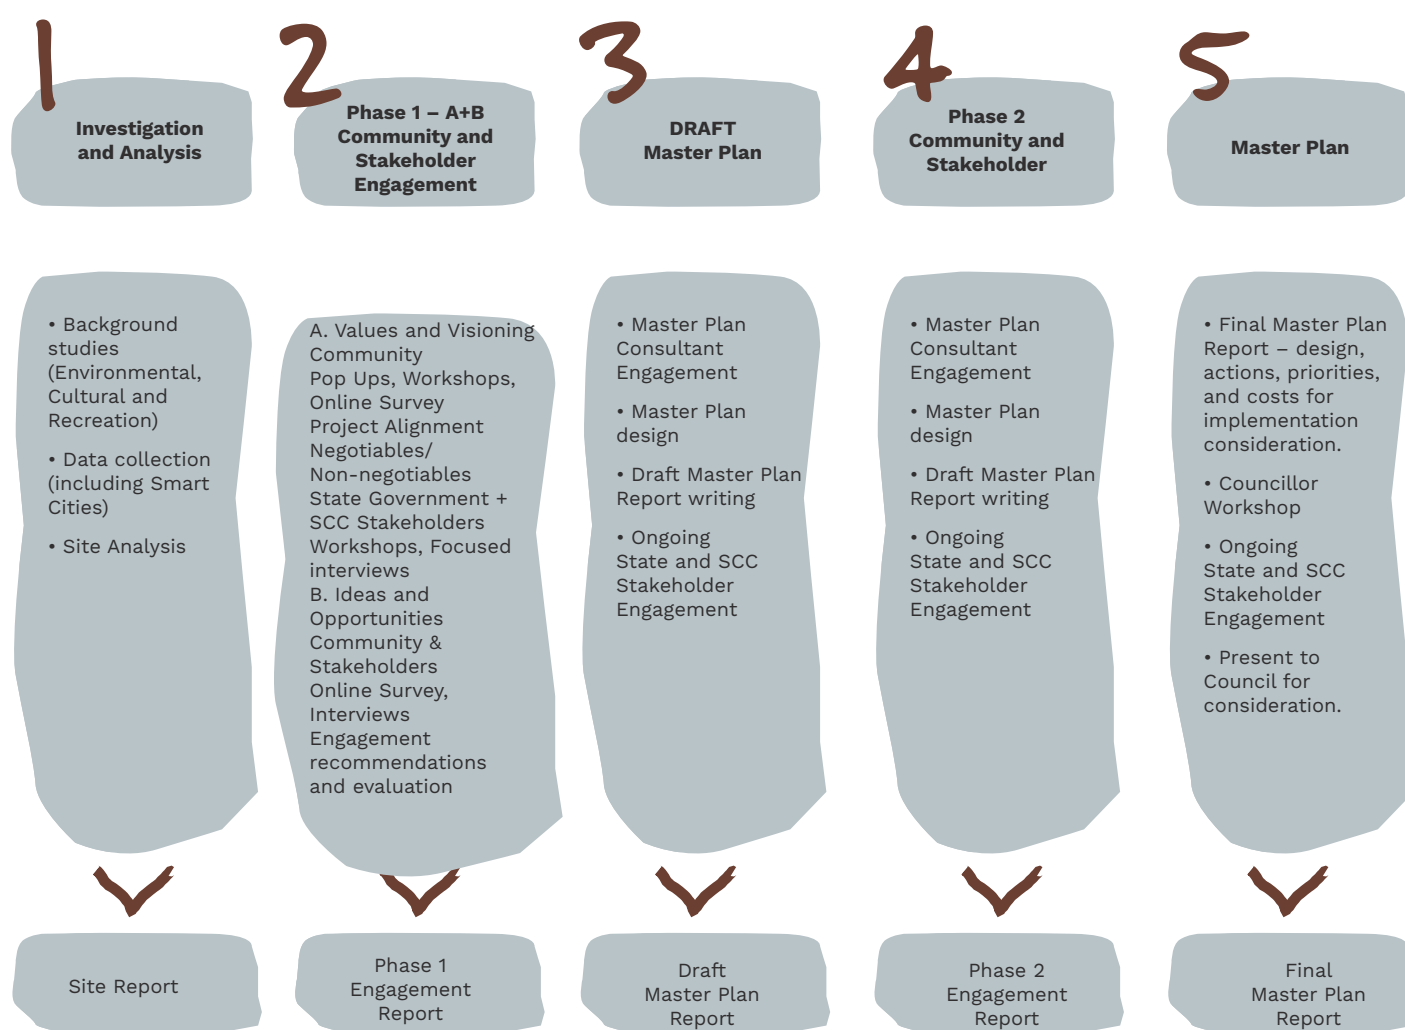 1
Investigation
and Analysis
• Background
studies
(Environmental,
Cultural and
Recreation)
• Data collection
(including Smart
Cities)
• Site Analysis
Site Report
2
Phase 1 – A+B
Community and
Stakeholder
Engagement
A. Values and Visioning
Community
Pop Ups, Workshops,
Online Survey
Project Alignment
Negotiables/
Non-negotiables
State Government +
SCC Stakeholders
Workshops, Focused
interviews
B. Ideas and
Opportunities
Community &
Stakeholders
Online Survey,
Interviews
Engagement
recommendations
and evaluation
Phase 1
Engagement
Report
3
DRAFT
Master Plan
• Master Plan
Consultant
Engagement
• Master Plan
design
• Draft Master Plan
Report writing
• Ongoing
State and SCC
Stakeholder
Engagement
Draft
Master Plan
Report
4
Phase 2
Community and
Stakeholder
• Master Plan
Consultant
Engagement
• Master Plan
design
• Draft Master Plan
Report writing
• Ongoing
State and SCC
Stakeholder
Engagement
Phase 2
Engagement
Report
5
Master Plan
• Final Master Plan
Report – design,
actions, priorities,
and costs for
implementation
consideration.
• Councillor
Workshop
• Ongoing
State and SCC
Stakeholder
Engagement
• Present to
Council for
consideration.
Final
Master Plan
Report